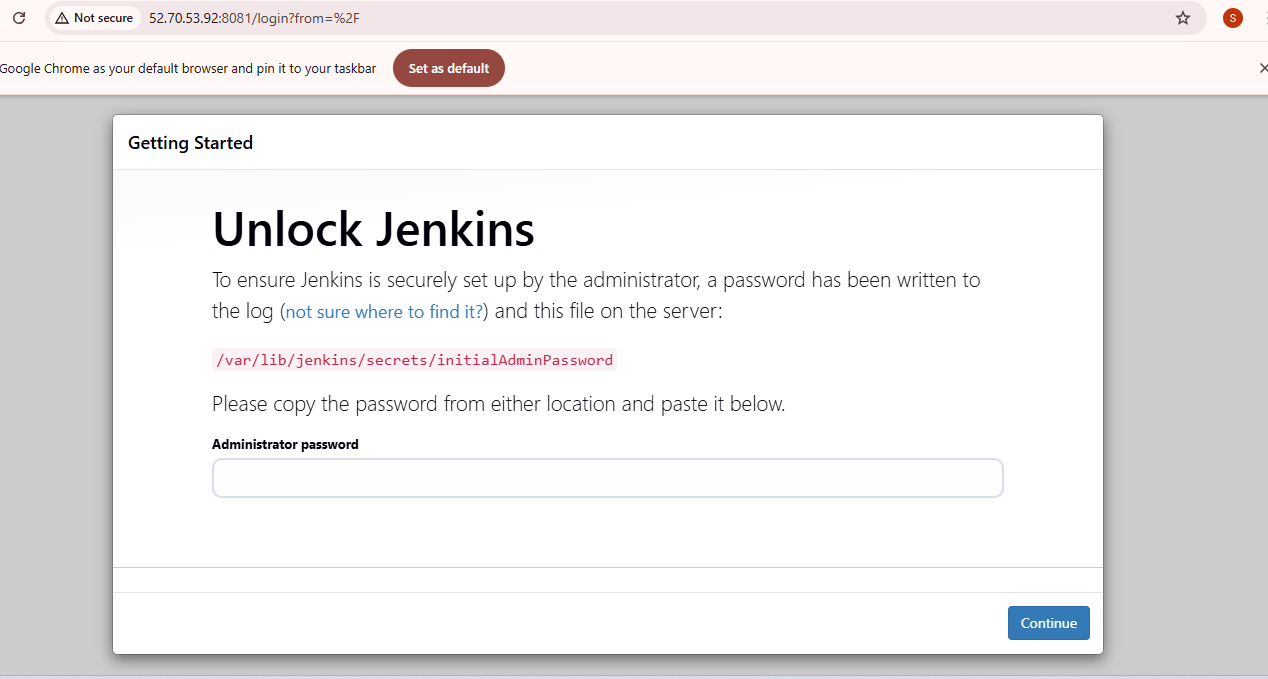 Not secure 52.70.53.92:8081/login?from=%2F S
Google Chrome as your default browser and pin it to your taskbar Set as default
Getting Started
Unlock Jenkins
To ensure Jenkins is securely set up by the administrator, a password has been written to
the log (not sure where to find it?) and this file on the server:
/var/lib/jenkins/secrets/initialAdminPassword
Please copy the password from either location and paste it below.
Administrator password
Continue